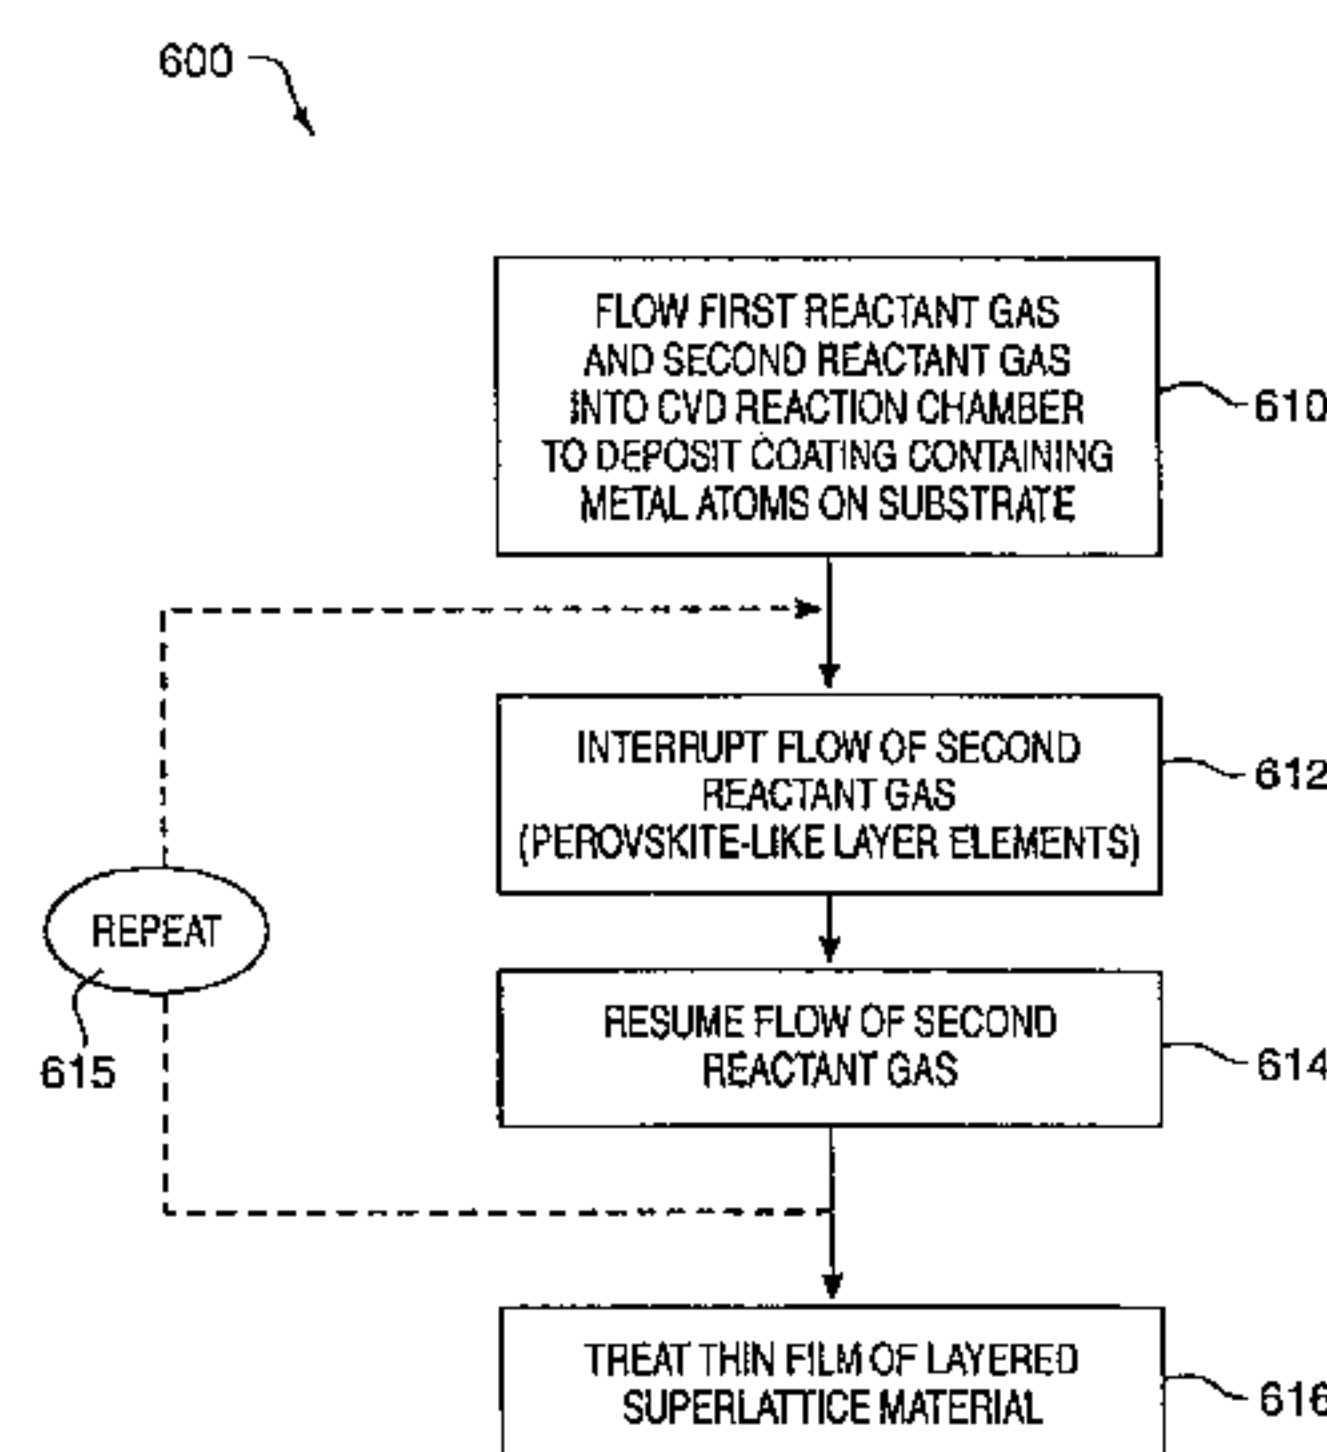 600
FLOW FIRST REACTANT GAS
AND SECOND REACTANT GAS
INTO CVD REACTION CHAMBER
TO DEPOSIT COATING CONTAINING
METAL ATOMS ON SUBSTRATE
610
INTERRUPT FLOW OF SECOND
REACTANT GAS
(PEROVSKITE-LIKE LAYER ELEMENTS)
612
REPEAT
615
RESUME FLOW OF SECOND
REACTANT GAS
614
TREAT THIN FILM OF LAYERED
SUPERLATTICE MATERIAL
616